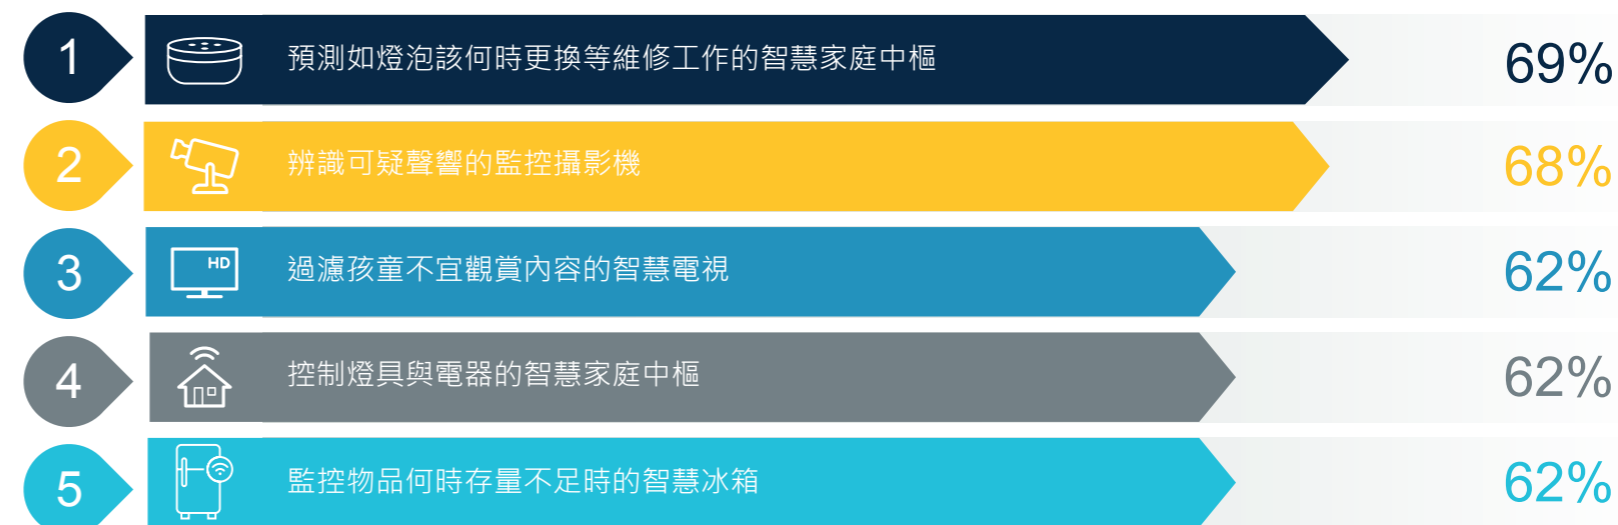 1 預測如燈泡該何時更換等維修工作的智慧家庭中樞 69%
2 辨識可疑聲響的監控攝影機 68%
3 HD 過濾孩童不宜觀賞內容的智慧電視 62%
4 控制燈具與電器的智慧家庭中樞 62%
5 監控物品何時存量不足時的智慧冰箱 62%